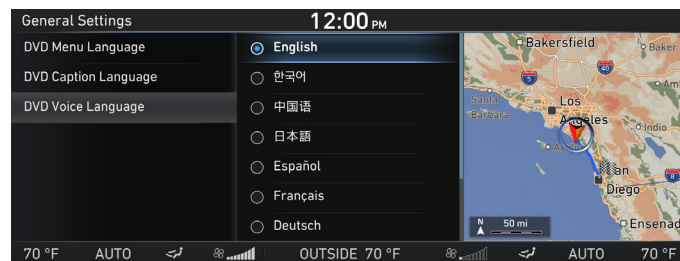 General Settings
12:00 PM
DVD Menu Language
DVD Caption Language
DVD Voice Language
English
한국어
中国语
日本語
Español
Français
Deutsch
Bakersfield
Baker
40
5
Santa
Barbara
Los
Angeles
Indio
San
Diego
8
Ensenad
N
50 mi
70 °F
AUTO
OUTSIDE 70 °F
AUTO
70 °F